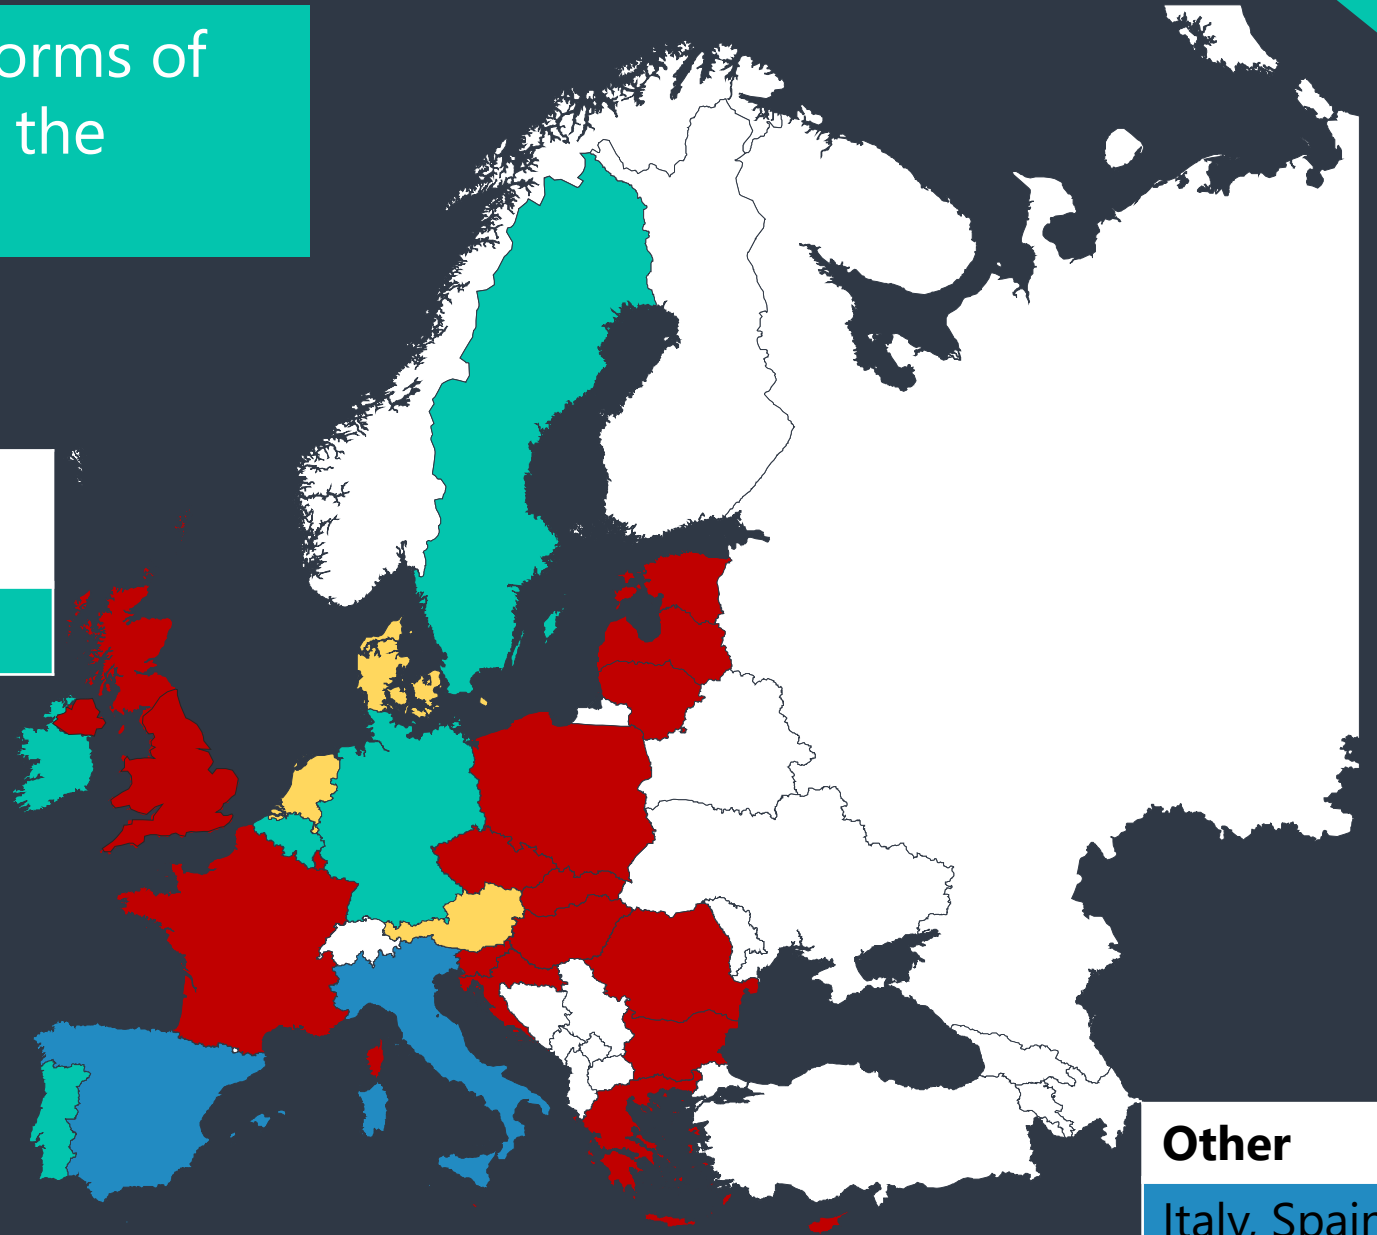 orms of
the
Other
Italy, Spain